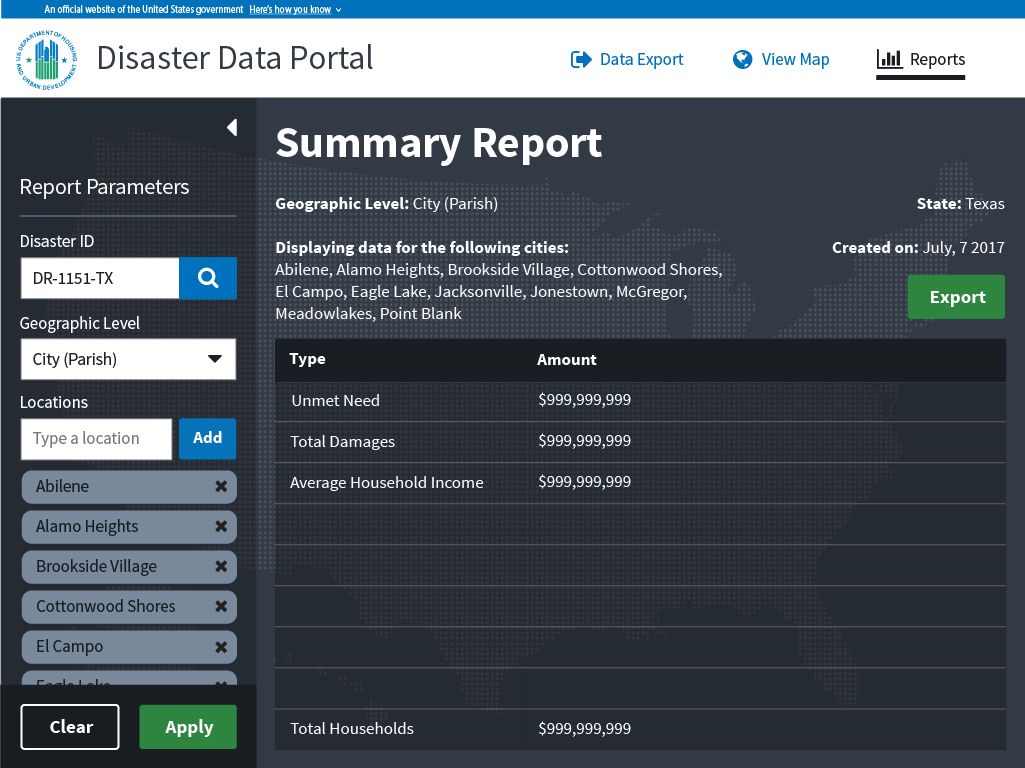 An official website of the United States government Here's how you know
U.S. DEPARTMENT OF HOUSING AND URBAN DEVELOPMENT
Disaster Data Portal
Data Export
View Map
Reports
Report Parameters
Disaster ID
DR-1151-TX
Geographic Level
City (Parish)
Locations
Type a location
Add
Abilene
Alamo Heights
Brookside Village
Cottonwood Shores
El Campo
Eagle Lake
Clear
Apply
Summary Report
Geographic Level: City (Parish)
State: Texas
Displaying data for the following cities:
Abilene, Alamo Heights, Brookside Village, Cottonwood Shores,
El Campo, Eagle Lake, Jacksonville, Jonestown, McGregor,
Meadowlakes, Point Blank
Created on: July, 7 2017
Export
Type Amount
Unmet Need $999,999,999
Total Damages $999,999,999
Average Household Income $999,999,999
Total Households $999,999,999